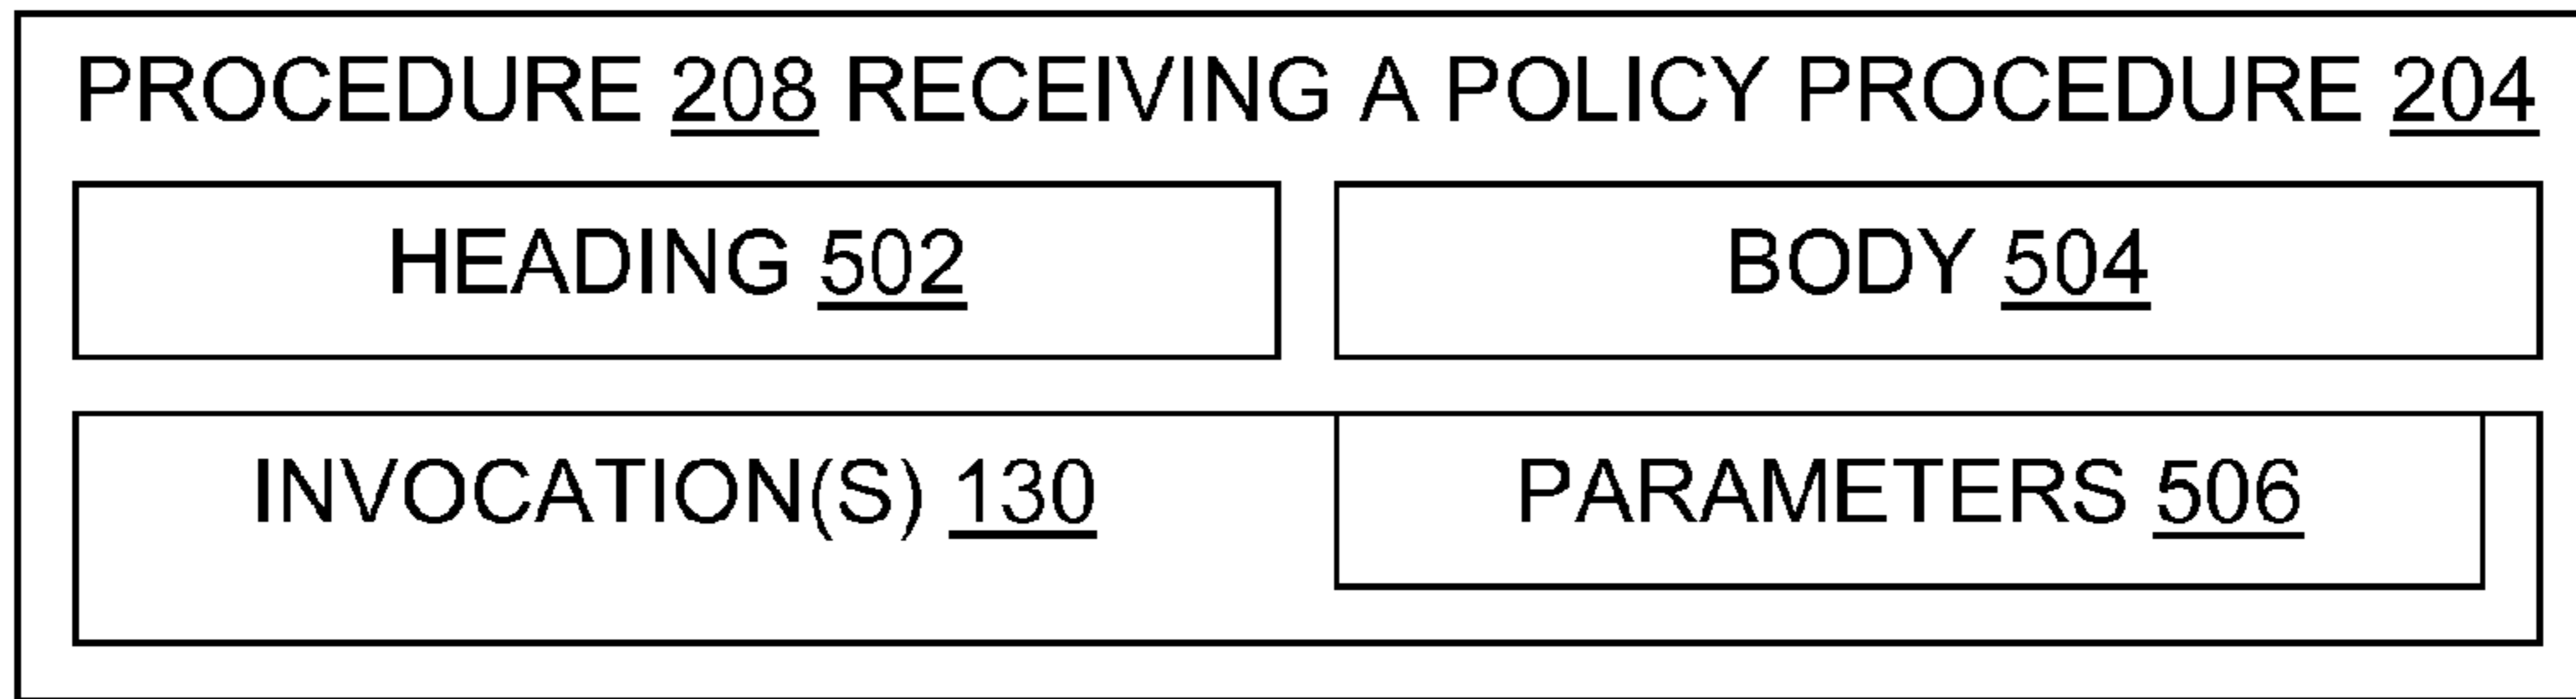 PROCEDURE 208 RECEIVING A POLICY PROCEDURE 204
HEADING 502
BODY 504
INVOCATION(S) 130
PARAMETERS 506